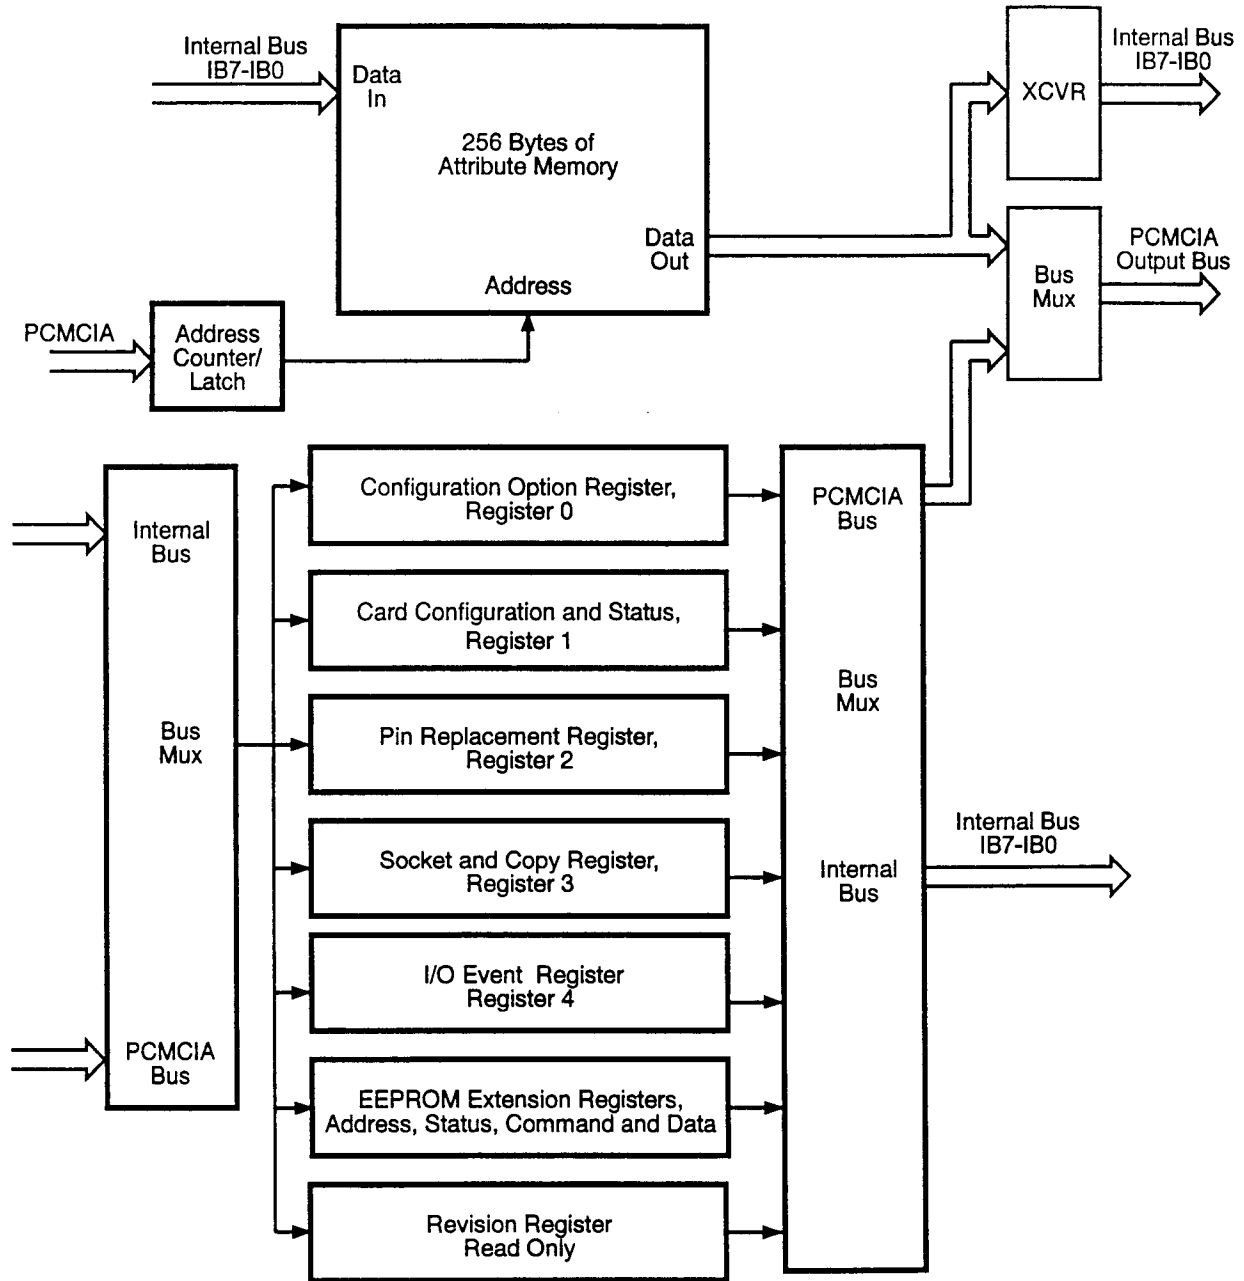 Internal Bus
IB7-IB0
Data
In
256 Bytes of
Attribute Memory
Data
Out
Address
XCVR
Internal Bus
IB7-IB0
Bus
Mux
PCMCIA
Output Bus
PCMCIA
Address
Counter/
Latch
Internal
Bus
Bus
Mux
PCMCIA
Bus
Configuration Option Register,
Register 0
Card Configuration and Status,
Register 1
Pin Replacement Register,
Register 2
Socket and Copy Register,
Register 3
I/O Event Register
Register 4
EEPROM Extension Registers,
Address, Status, Command and Data
Revision Register
Read Only
PCMCIA
Bus
Bus
Mux
Internal
Bus
Internal Bus
IB7-IB0